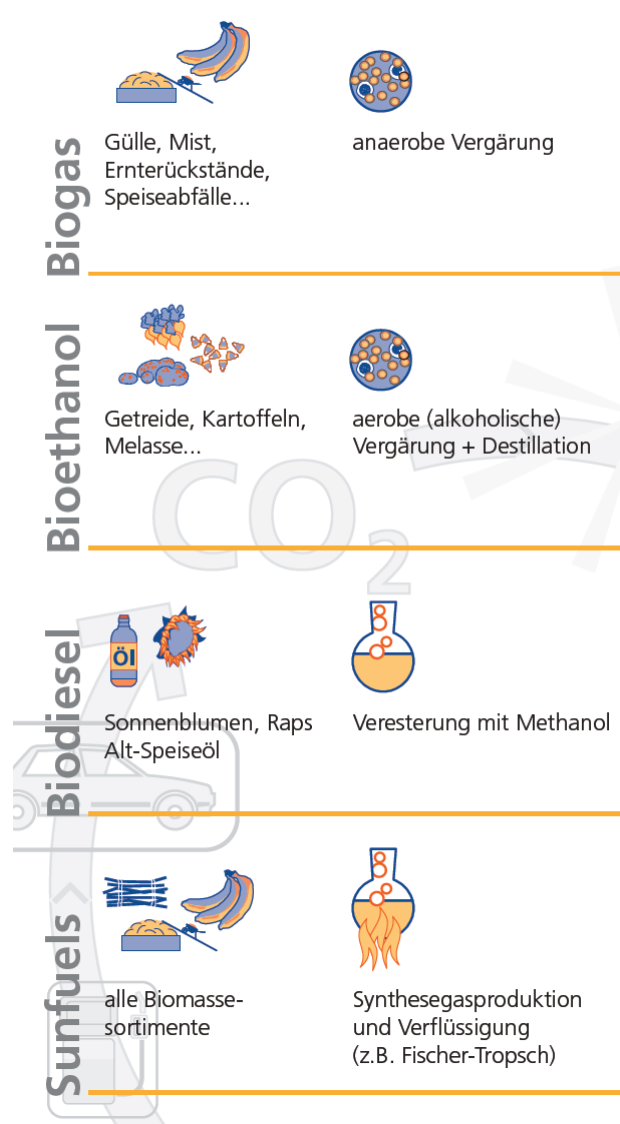 Biogas
Gülle, Mist,
Ernterückstände,
Speiseabfälle...
anaerobe Vergärung
Bioethanol
Getreide, Kartoffeln,
Melasse...
aerobe (alkoholische)
Vergärung + Destillation
CO2
Biodiesel
Öl
Sonnenblumen, Raps
Alt-Speiseöl
Veresterung mit Methanol
Sunfuels
alle Biomasse-
sortimente
Synthesegasproduktion
und Verflüssigung
(z.B. Fischer-Tropsch)